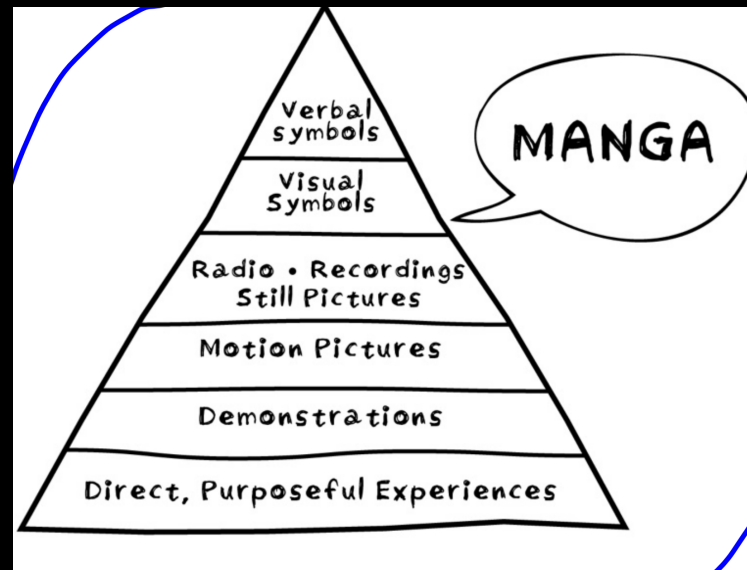 Verbal
symbols
MANGA
Visual
Symbols
Radio • Recordings
Still Pictures
Motion Pictures
Demonstrations
Direct, Purposeful Experiences